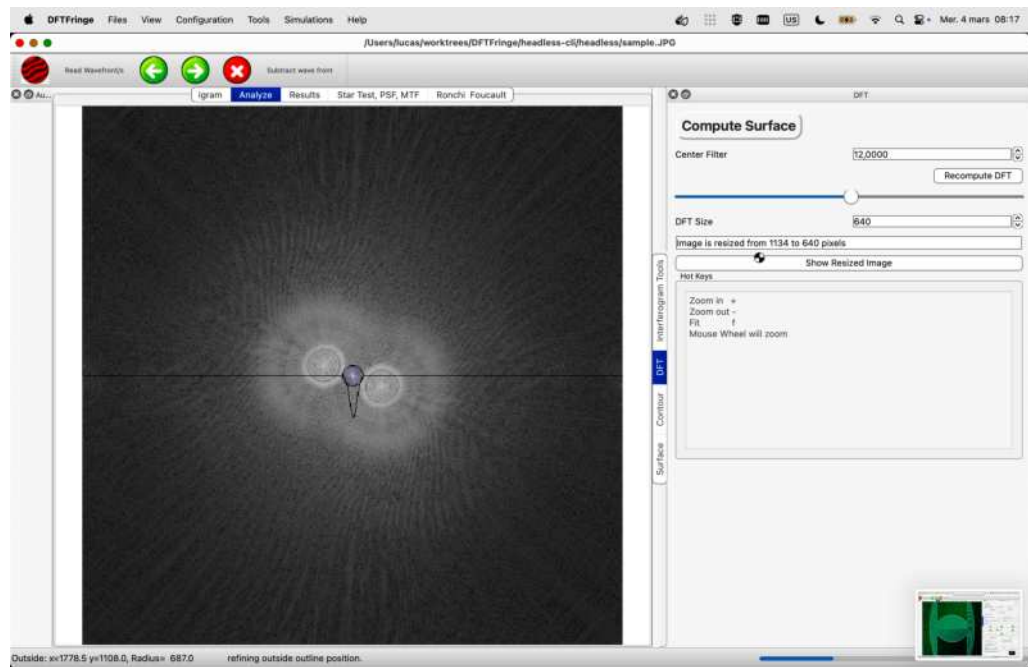 DFTFringe Files View Configuration Tools Simulations Help US Mer. 4 mars 08:17
/Users/lucas/worktrees/DFTFringe/headless-cli/headless/sample.JPG
Read Wavefront/s Subtract wave front
Au... igram Analyze Results Star Test, PSF, MTF Ronchi Foucault DFT
Compute Surface
Center Filter 12,0000
Recompute DFT
DFT Size 640
Image is resized from 1134 to 640 pixels
Show Resized Image
Hot Keys
Zoom in +
Zoom out -
Fit f
Mouse Wheel will zoom
Interferogram Tools
DFT
Contour
Surface
Outside: x=1778.5 y=1108.0, Radius= 687.0 refining outside outline position.